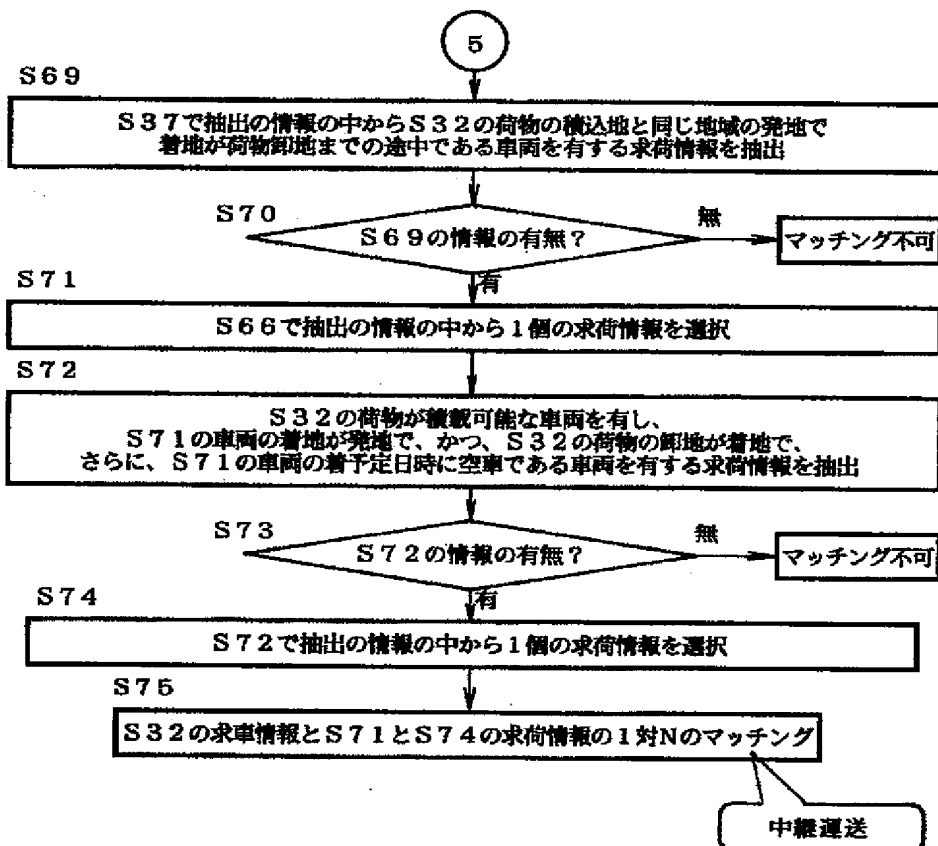 5
S69
S37で抽出の情報の中からS32の荷物の積込地と同じ地域の発地で
着地が荷物卸地までの途中である車両を有する求荷情報を抽出
S70
S69の情報の有無?
無
マッチング不可
有
S71
S66で抽出の情報の中から1個の求荷情報を選択
S72
S32の荷物が積載可能な車両を有し、
S71の車両の着地が発地で、かつ、S32の荷物の卸地が着地で、
さらに、S71の車両の着予定日時に空車である車両を有する求荷情報を抽出
S73
S72の情報の有無?
無
マッチング不可
有
S74
S72で抽出の情報の中から1個の求荷情報を選択
S75
S32の求車情報とS71とS74の求荷情報の1対Nのマッチング
中継運送